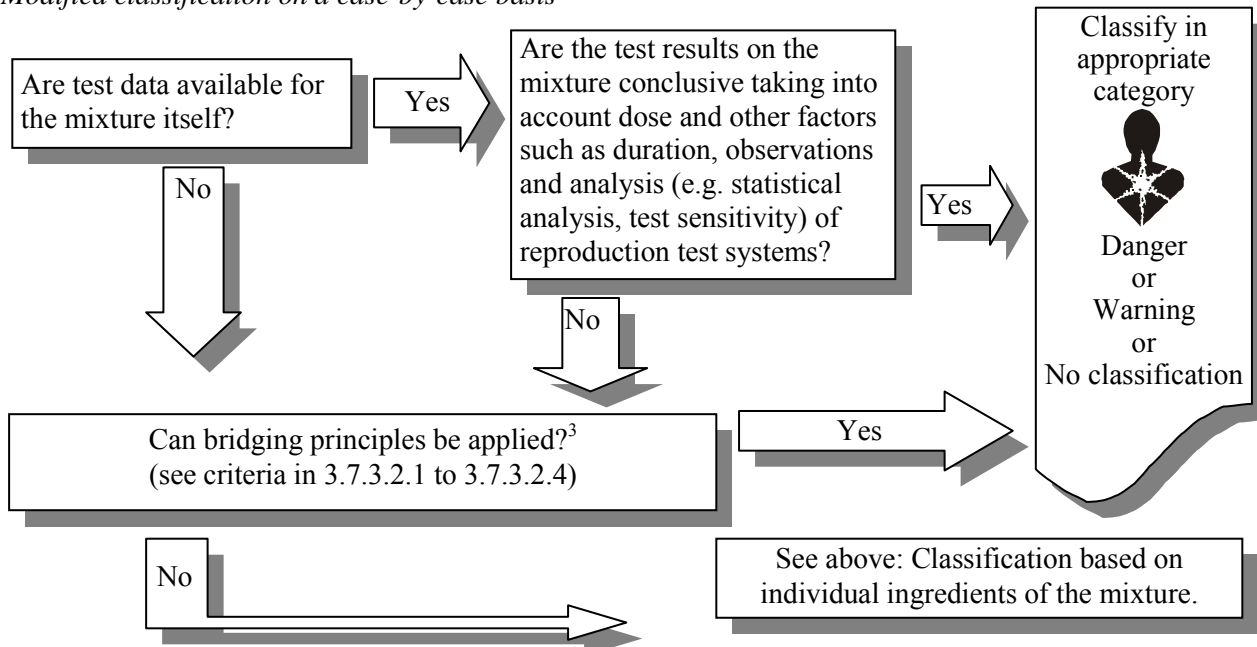 Modified classification on a case-by-case basis
Are test data available for
the mixture itself?
Yes
Are the test results on the
mixture conclusive taking into
account dose and other factors
such as duration, observations
and analysis (e.g. statistical
analysis, test sensitivity) of
reproduction test systems?
Yes
Classify in
appropriate
category
Danger
or
Warning
or
No classification
No
No
Can bridging principles be applied?³
(see criteria in 3.7.3.2.1 to 3.7.3.2.4)
Yes
No
See above: Classification based on
individual ingredients of the mixture.